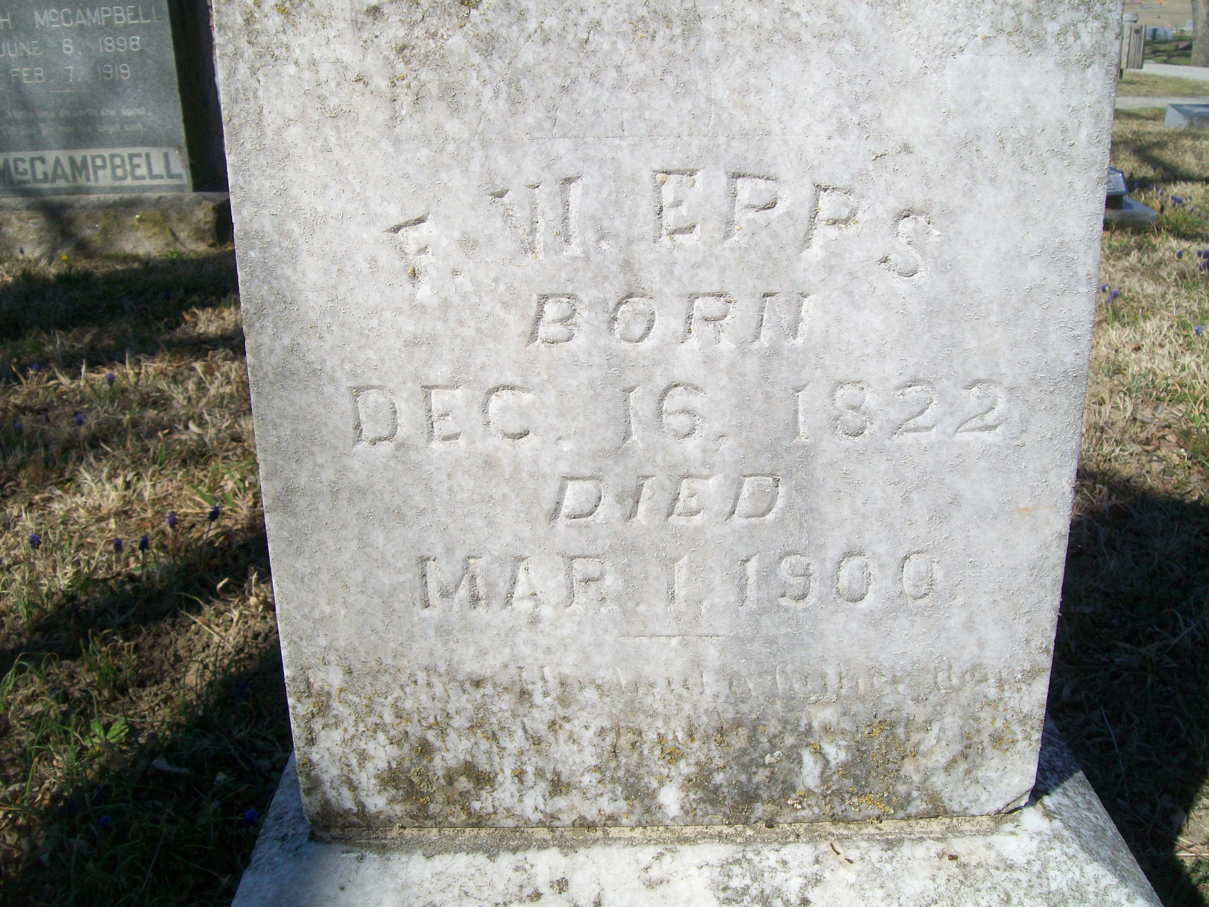 H McCAMPBELL
JUNE 6, 1898
FEB. 7, 1919
McCAMPBELL
F. W. EPPS
BORN
DEC. 16, 1822
DIED
MAR. 1, 1900